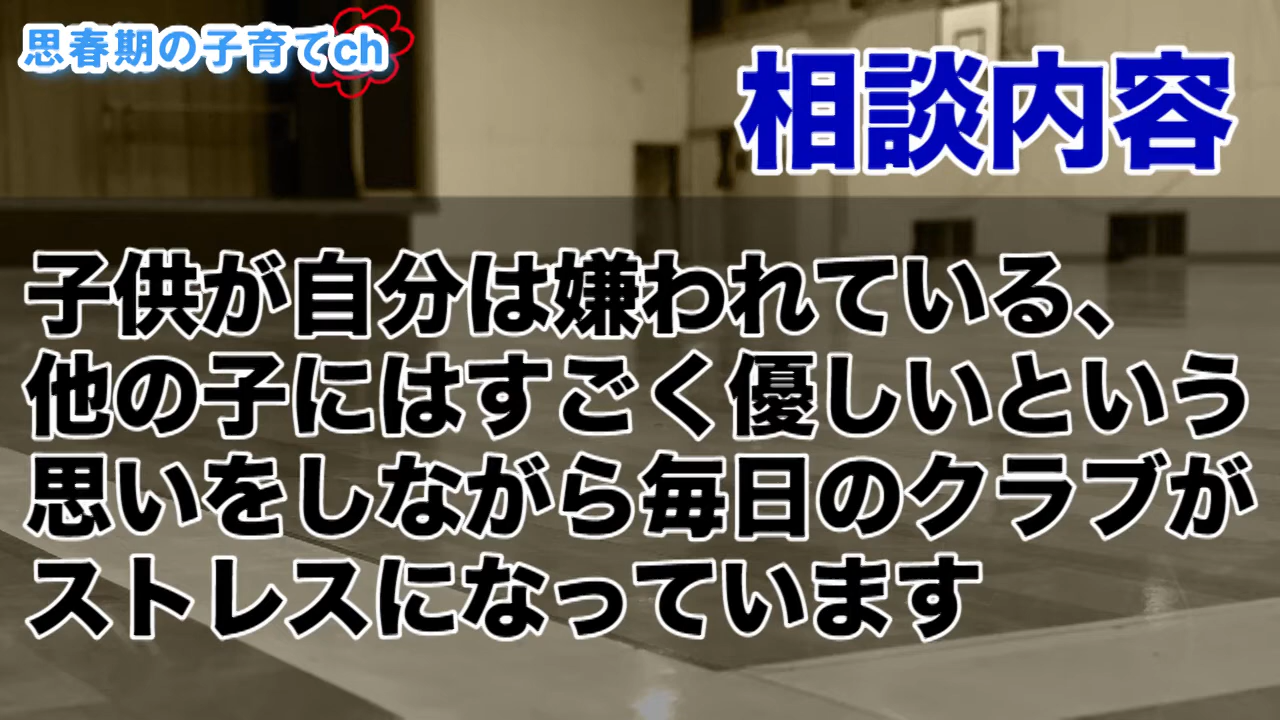 思春期の子育てch
相談内容
子供が自分は嫌われている、
他の子にはすごく優しいという
思いをしながら毎日のクラブが
ストレスになっています